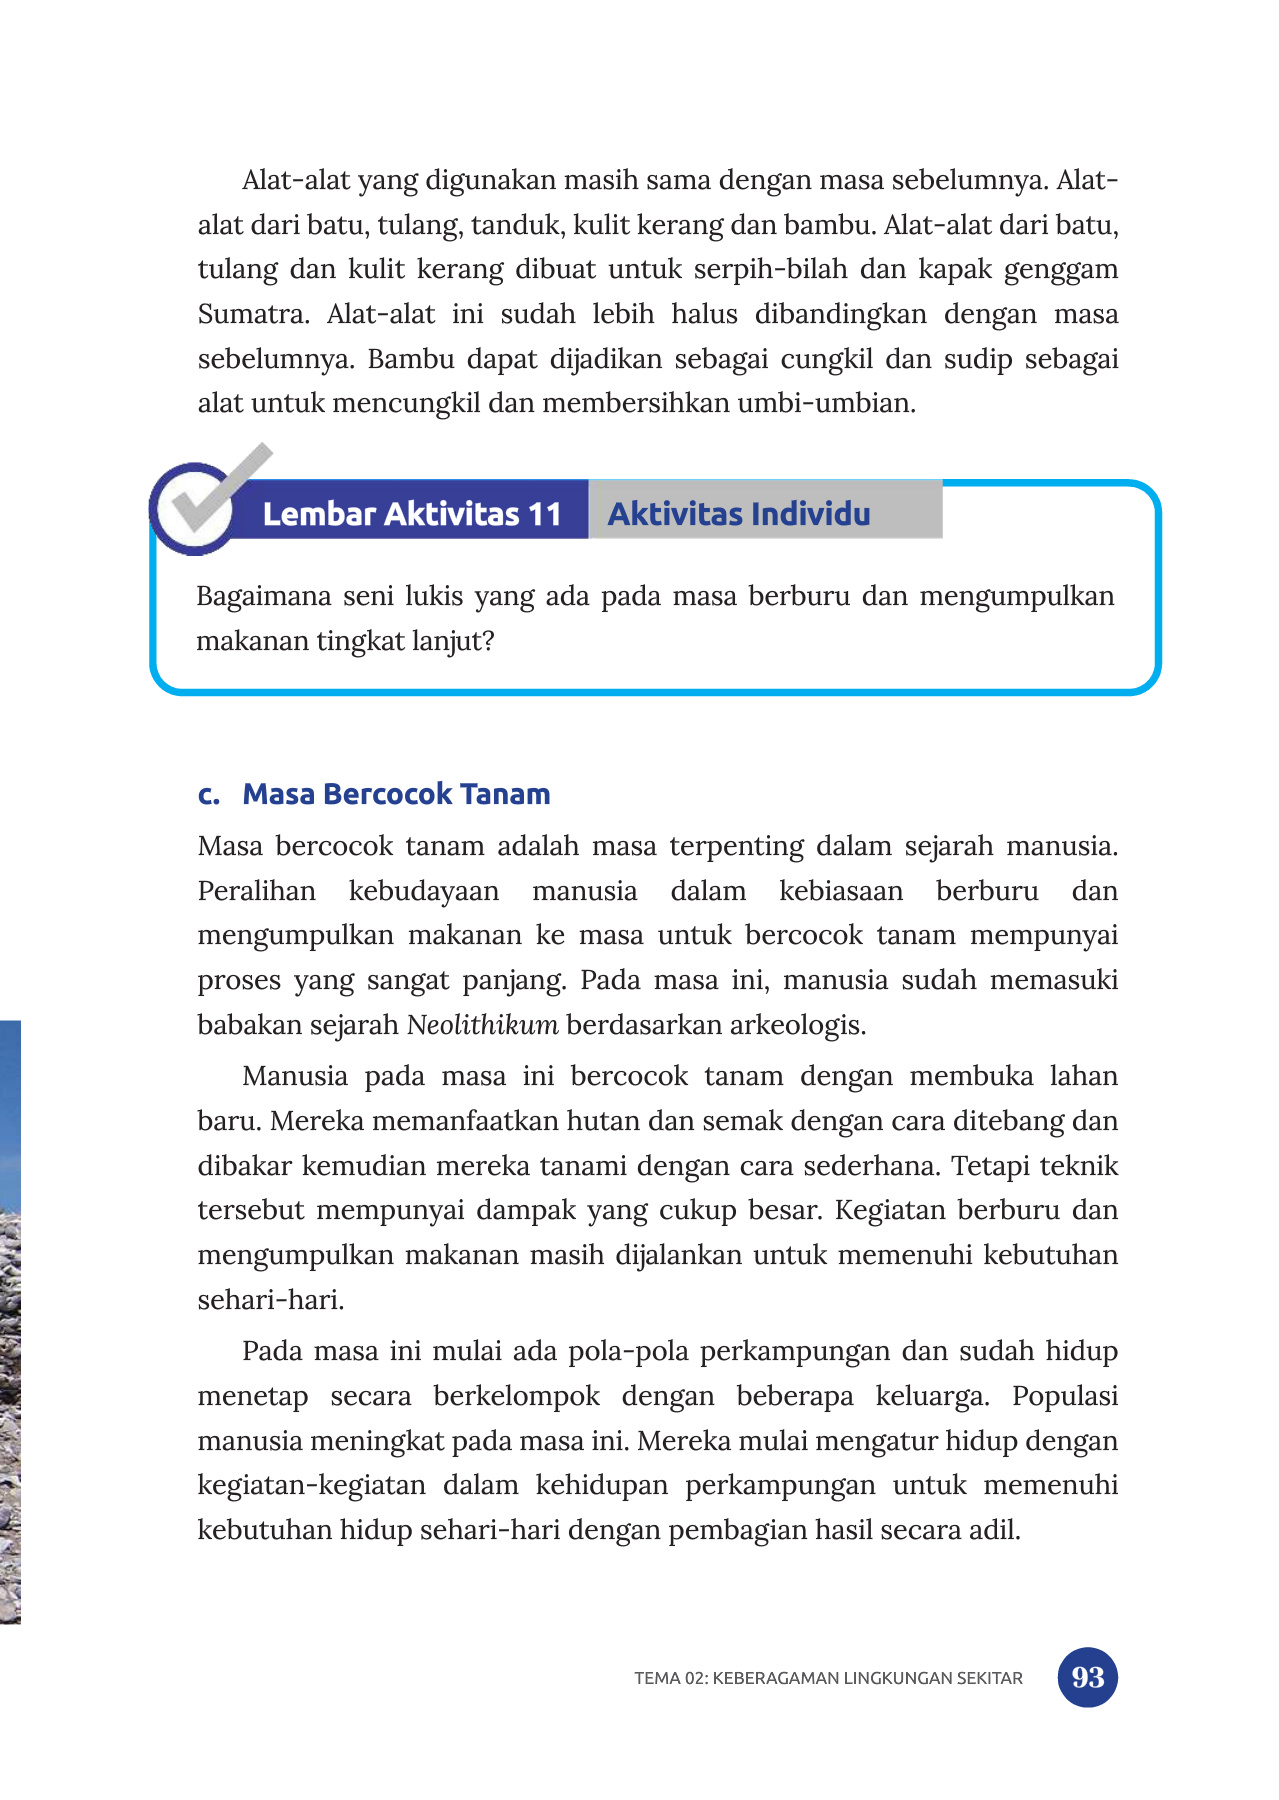 Alat-alat yang digunakan masih sama dengan masa sebelumnya. Alat-
alat dari batu, tulang, tanduk, kulit kerang dan bambu. Alat-alat dari batu,
tulang dan kulit kerang dibuat untuk serpih-bilah dan kapak genggam
Sumatra. Alat-alat ini sudah lebih halus dibandingkan dengan masa
sebelumnya. Bambu dapat dijadikan sebagai cungkil dan sudip sebagai
alat untuk mencungkil dan membersihkan umbi-umbian.
Lembar Aktivitas 11 Aktivitas Individu
Bagaimana seni lukis yang ada pada masa berburu dan mengumpulkan
makanan tingkat lanjut?
c. Masa Bercocok Tanam
Masa bercocok tanam adalah masa terpenting dalam sejarah manusia.
Peralihan kebudayaan manusia dalam kebiasaan berburu dan
mengumpulkan makanan ke masa untuk bercocok tanam mempunyai
proses yang sangat panjang. Pada masa ini, manusia sudah memasuki
babakan sejarah Neolithikum berdasarkan arkeologis.
Manusia pada masa ini bercocok tanam dengan membuka lahan
baru. Mereka memanfaatkan hutan dan semak dengan cara ditebang dan
dibakar kemudian mereka tanami dengan cara sederhana. Tetapi teknik
tersebut mempunyai dampak yang cukup besar. Kegiatan berburu dan
mengumpulkan makanan masih dijalankan untuk memenuhi kebutuhan
sehari-hari.
Pada masa ini mulai ada pola-pola perkampungan dan sudah hidup
menetap secara berkelompok dengan beberapa keluarga. Populasi
manusia meningkat pada masa ini. Mereka mulai mengatur hidup dengan
kegiatan-kegiatan dalam kehidupan perkampungan untuk memenuhi
kebutuhan hidup sehari-hari dengan pembagian hasil secara adil.
TEMA 02: KEBERAGAMAN LINGKUNGAN SEKITAR 93